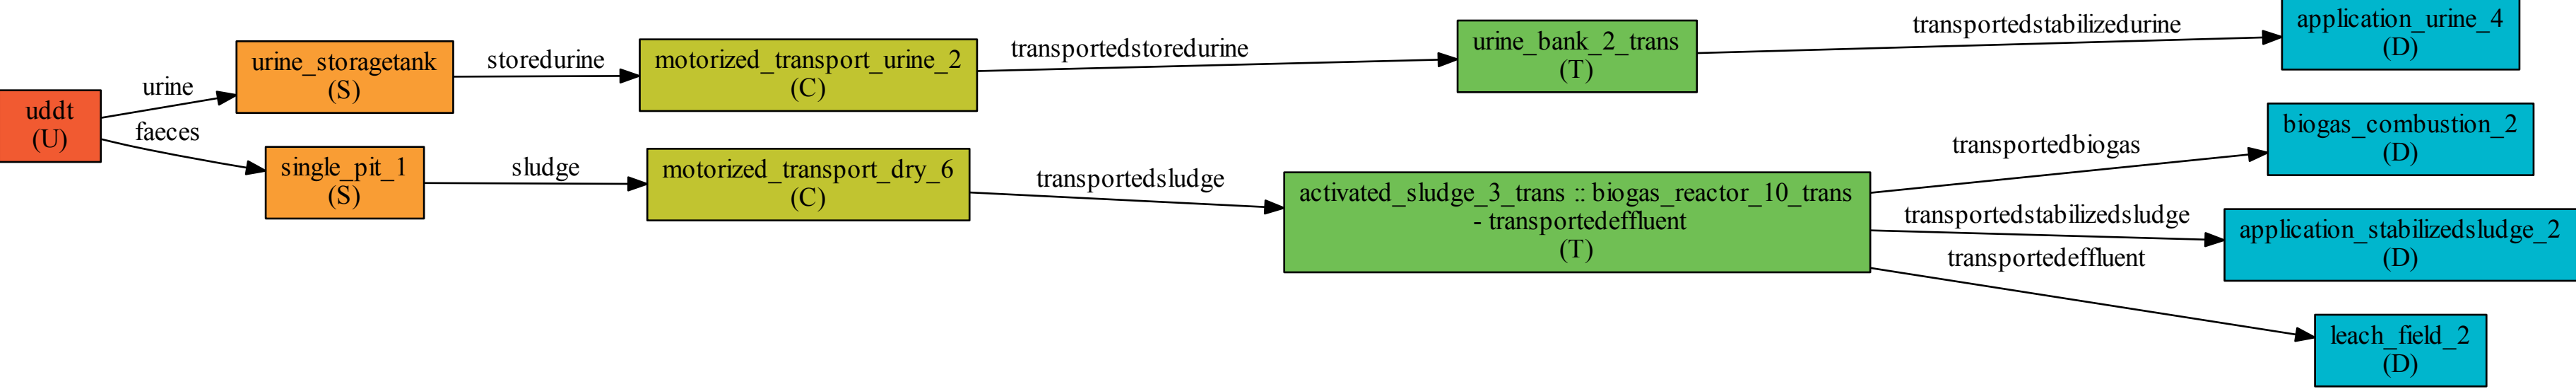 uddt
(U)
urine
faeces
urine_storagetank
(S)
single_pit_1
(S)
storedurine
sludge
motorized_transport_urine_2
(C)
motorized_transport_dry_6
(C)
transportedstoredurine
transportedsludge
urine_bank_2_trans
(T)
activated_sludge_3_trans :: biogas_reactor_10_trans
- transportedeffluent
(T)
transportedstabilizedurine
transportedbiogas
transportedstabilizedsludge
transportedeffluent
application_urine_4
(D)
biogas_combustion_2
(D)
application_stabilizedsludge_2
(D)
leach_field_2
(D)